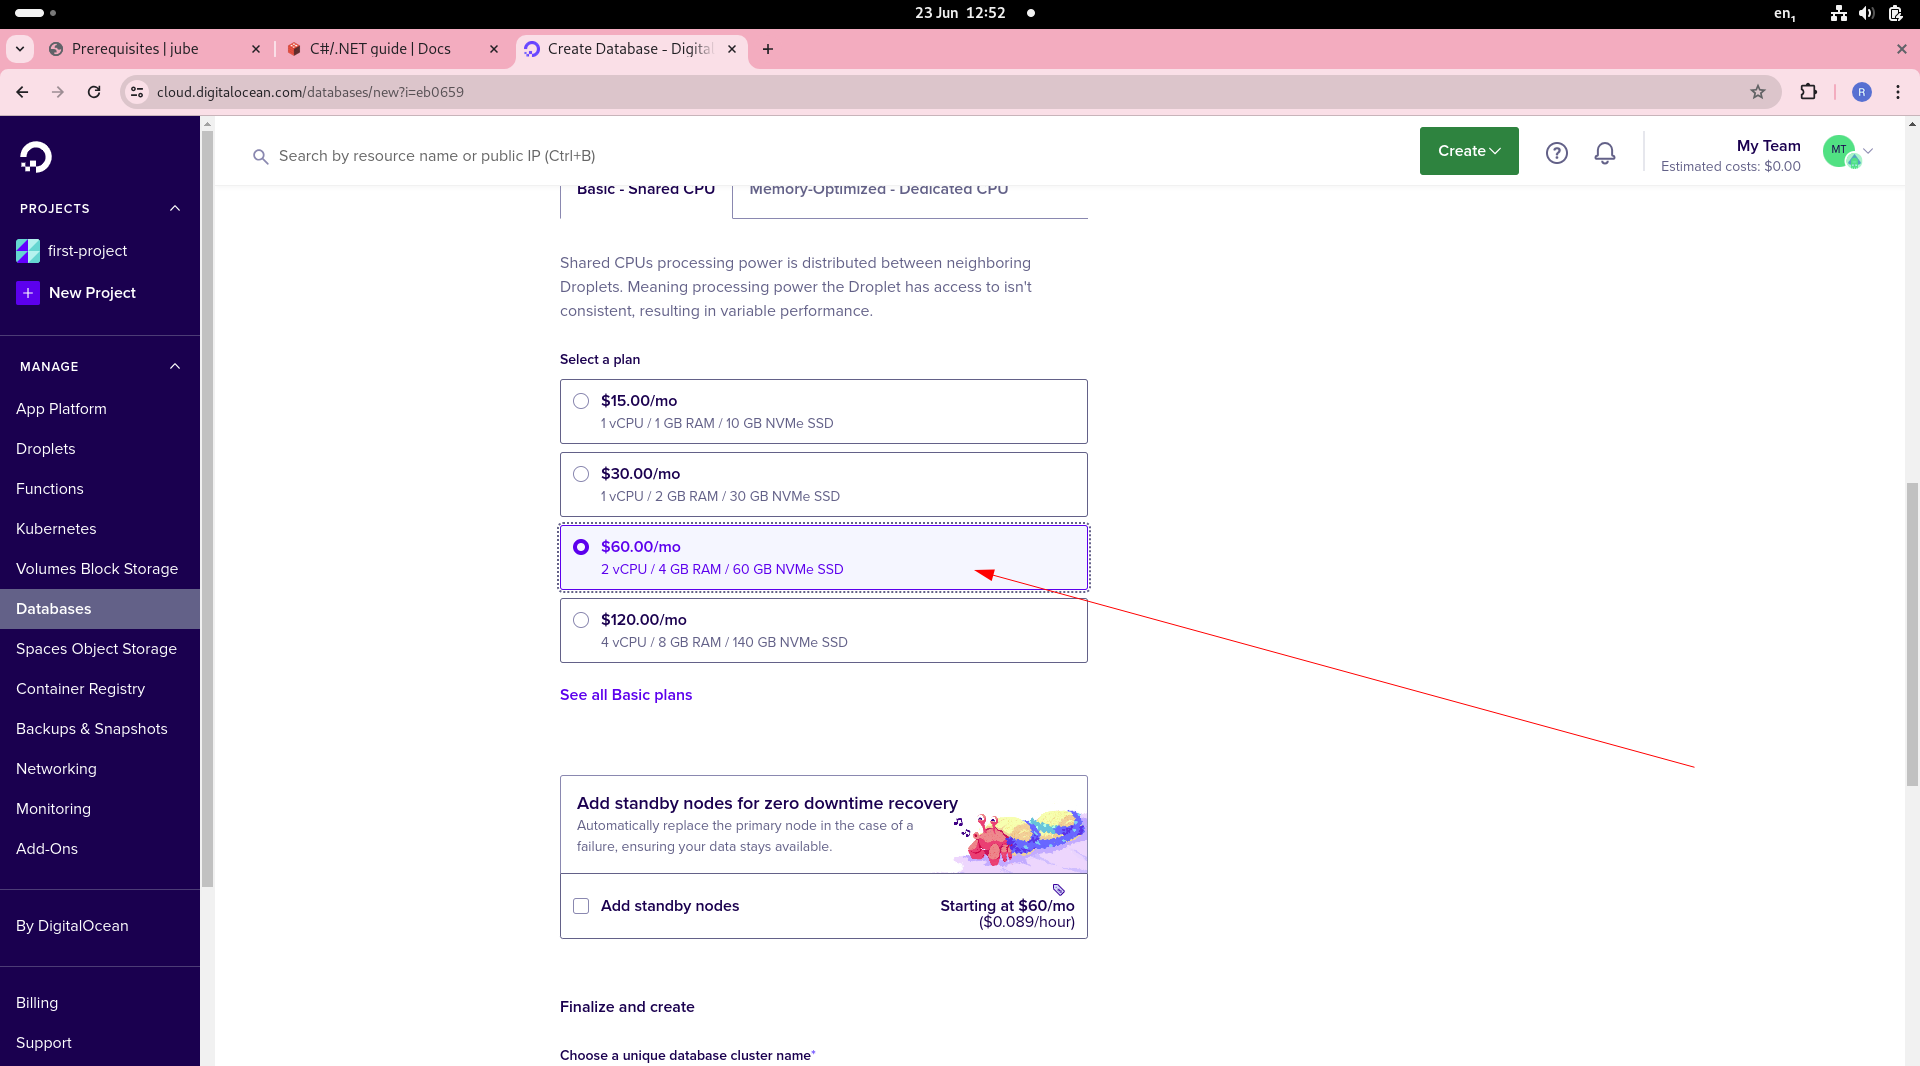 23 Jun 12:52
en1
Prerequisites | jube
C#/.NET guide | Docs
Create Database - Digital
cloud.digitalocean.com/databases/new?i=eb0659
R
Search by resource name or public IP (Ctrl+B)
Create
My Team
Estimated costs: $0.00
MT
PROJECTS
first-project
New Project
MANAGE
App Platform
Droplets
Functions
Kubernetes
Volumes Block Storage
Databases
Spaces Object Storage
Container Registry
Backups & Snapshots
Networking
Monitoring
Add-Ons
By DigitalOcean
Billing
Support
Basic - Shared CPU
Memory-Optimized - Dedicated CPU
Shared CPUs processing power is distributed between neighboring
Droplets. Meaning processing power the Droplet has access to isn't
consistent, resulting in variable performance.
Select a plan
$15.00/mo
1 vCPU / 1 GB RAM / 10 GB NVMe SSD
$30.00/mo
1 vCPU / 2 GB RAM / 30 GB NVMe SSD
$60.00/mo
2 vCPU / 4 GB RAM / 60 GB NVMe SSD
$120.00/mo
4 vCPU / 8 GB RAM / 140 GB NVMe SSD
See all Basic plans
Add standby nodes for zero downtime recovery
Automatically replace the primary node in the case of a
failure, ensuring your data stays available.
Add standby nodes
Starting at $60/mo
($0.089/hour)
Finalize and create
Choose a unique database cluster name*